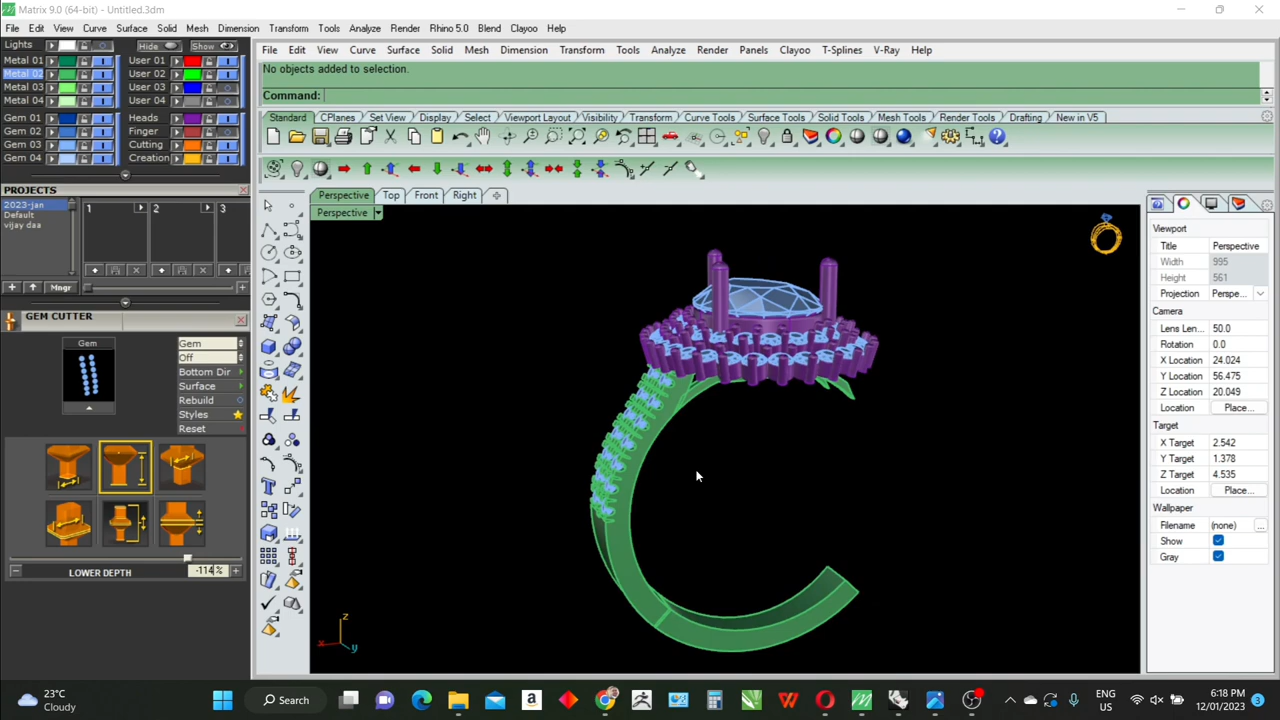 Matrix 9.0 (64-bit) - Untitled.3dm
File Edit View Curve Surface Solid Mesh Dimension Transform Tools Analyze Render Rhino 5.0 Blend Clayoo Help
Lights Hide Show
Metal 01 User 01
Metal 02 User 02
Metal 03 User 03
Metal 04 User 04
Gem 01 Heads
Gem 02 Finger
Gem 03 Cutting
Gem 04 Creation
PROJECTS
2023-jan
Default
vijay daa
1 2 3
Mngr
GEM CUTTER
Gem Gem
Off
Bottom Dir
Surface
Rebuild
Styles
Reset
LOWER DEPTH -114%
File Edit View Curve Surface Solid Mesh Dimension Transform Tools Analyze Render Panels Clayoo T-Splines V-Ray Help
No objects added to selection.
Command:
Standard CPlanes Set View Display Select Viewport Layout Visibility Transform Curve Tools Surface Tools Solid Tools Mesh Tools Render Tools Drafting New in V5
Perspective Top Front Right
Perspective
z
x
y
Viewport
Title Perspective
Width 995
Height 561
Projection Perspe...
Camera
Lens Len... 50.0
Rotation 0.0
X Location 24.024
Y Location 56.475
Z Location 20.049
Location Place...
Target
X Target 2.542
Y Target 1.378
Z Target 4.535
Location Place...
Wallpaper
Filename (none) ...
Show
Gray
23°C
Cloudy
Search
ENG
US
6:18 PM
12/01/2023
3